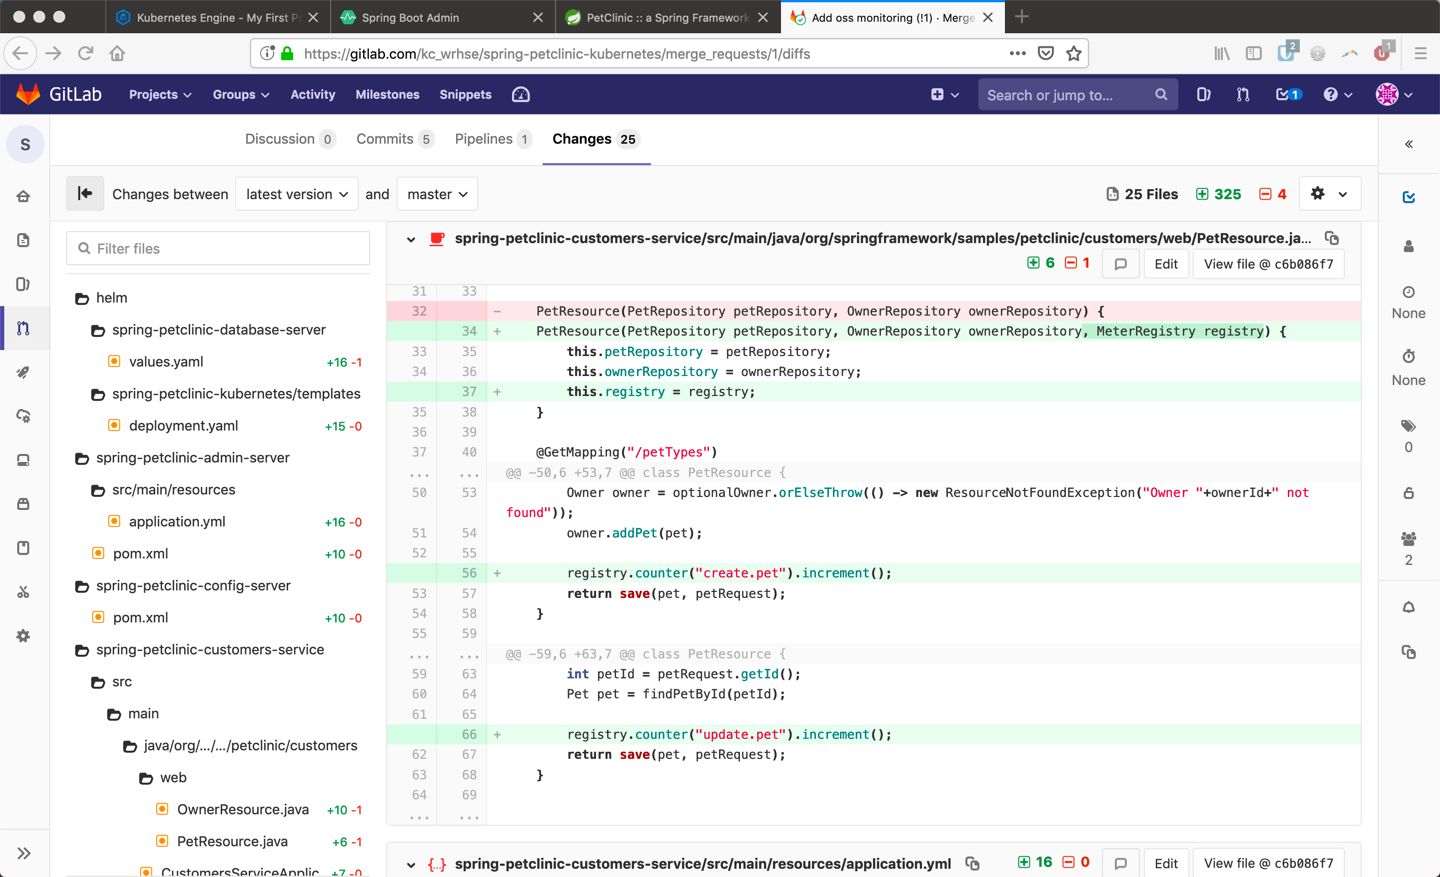 Kubernetes Engine - My First P
Spring Boot Admin
PetClinic :: a Spring Framework
Add oss monitoring (!1) · Merge
https://gitlab.com/kc_wrhse/spring-petclinic-kubernetes/merge_requests/1/diffs
2
1
GitLab
Projects
Groups
Activity
Milestones
Snippets
Search or jump to...
1
S
Discussion 0
Commits 5
Pipelines 1
Changes 25
Changes between
latest version
and
master
25 Files
325
4
Filter files
helm
spring-petclinic-database-server
values.yaml +16 -1
spring-petclinic-kubernetes/templates
deployment.yaml +15 -0
spring-petclinic-admin-server
src/main/resources
application.yml +16 -0
pom.xml +10 -0
spring-petclinic-config-server
pom.xml +10 -0
spring-petclinic-customers-service
src
main
java/org/.../.../petclinic/customers
web
OwnerResource.java +10 -1
PetResource.java +6 -1
CustomersServiceApplic +7 -0
spring-petclinic-customers-service/src/main/java/org/springframework/samples/petclinic/customers/web/PetResource.ja...
6 1 Edit View file @ c6b086f7
31 33
32 - PetResource(PetRepository petRepository, OwnerRepository ownerRepository) {
34 + PetResource(PetRepository petRepository, OwnerRepository ownerRepository, MeterRegistry registry) {
33 35 this.petRepository = petRepository;
34 36 this.ownerRepository = ownerRepository;
37 + this.registry = registry;
35 38 }
36 39
37 40 @GetMapping("/petTypes")
... ... @@ -50,6 +53,7 @@ class PetResource {
50 53 Owner owner = optionalOwner.orElseThrow(() -> new ResourceNotFoundException("Owner "+ownerId+" not
found"));
51 54 owner.addPet(pet);
52 55
56 + registry.counter("create.pet").increment();
53 57 return save(pet, petRequest);
54 58 }
55 59
... ... @@ -59,6 +63,7 @@ class PetResource {
59 63 int petId = petRequest.getId();
60 64 Pet pet = findPetById(petId);
61 65
66 + registry.counter("update.pet").increment();
62 67 return save(pet, petRequest);
63 68 }
64 69
... ...
{..} spring-petclinic-customers-service/src/main/resources/application.yml
16 0 Edit View file @ c6b086f7
None
None
0
2